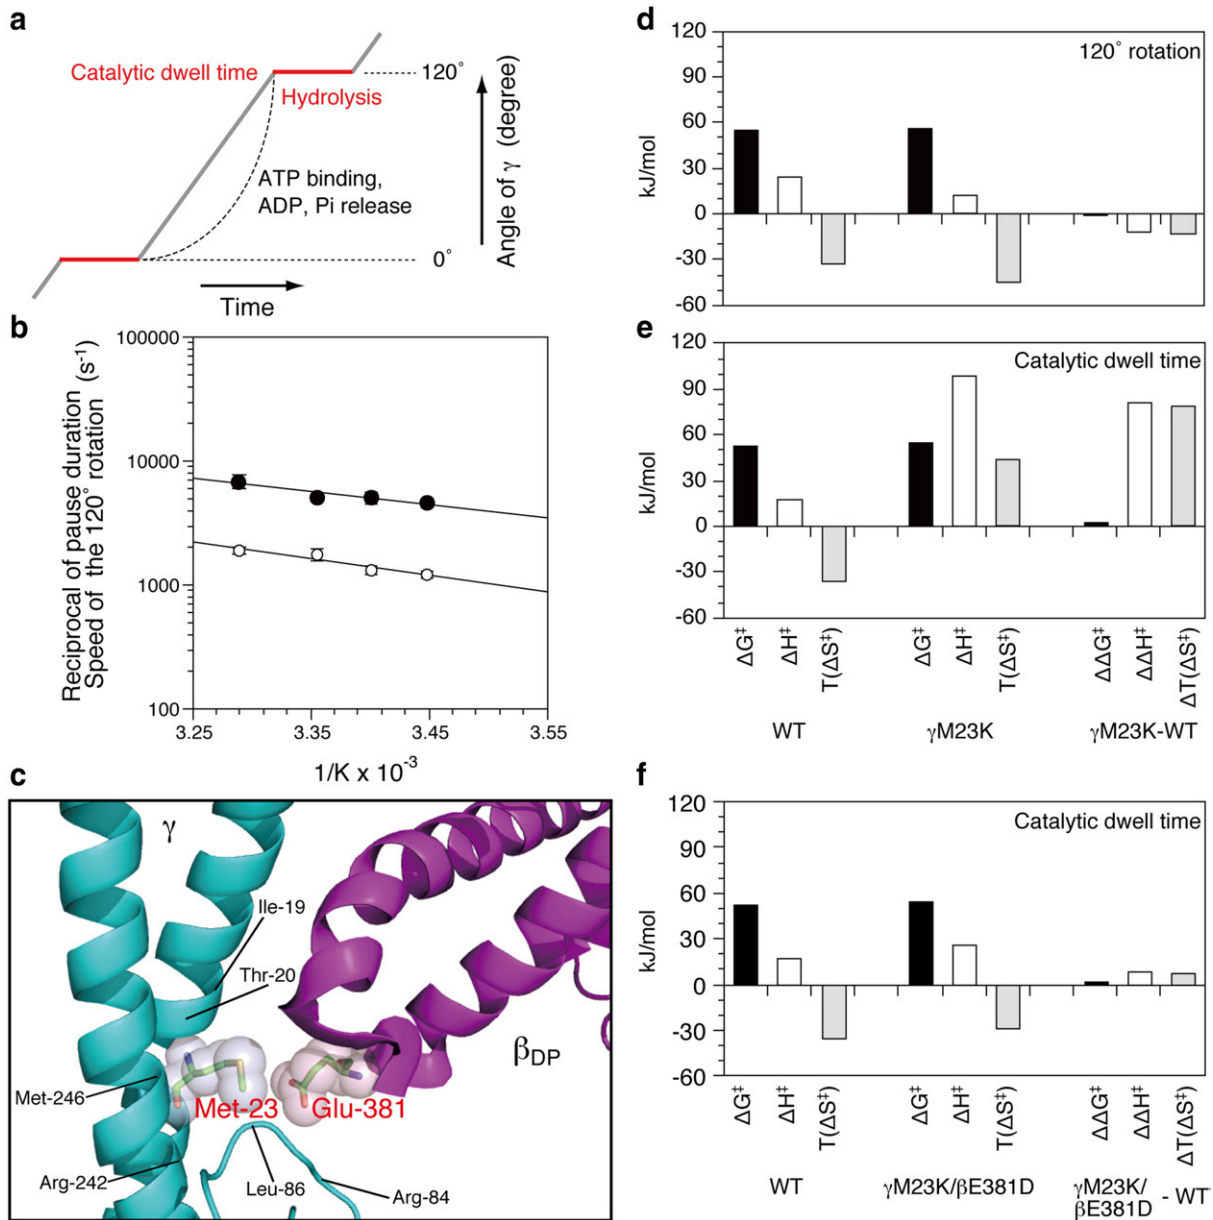 a
Catalytic dwell time
120°
Hydrolysis
ATP binding,
ADP, Pi release
Angle of γ (degree)
0°
Time
b
Reciprocal of pause duration
Speed of the 120° rotation (s-1)
100000
10000
1000
100
3.25
3.35
3.45
3.55
1/K x 10-3
c
γ
Ile-19
Thr-20
βDP
Met-246
Met-23
Glu-381
Arg-242
Leu-86
Arg-84
d
120° rotation
kJ/mol
120
90
60
30
0
-30
-60
e
Catalytic dwell time
kJ/mol
120
90
60
30
0
-30
-60
ΔG‡
ΔH‡
T(ΔS‡)
ΔG‡
ΔH‡
T(ΔS‡)
ΔΔG‡
ΔΔH‡
ΔT(ΔS‡)
WT
γM23K
γM23K-WT
f
Catalytic dwell time
kJ/mol
120
90
60
30
0
-30
-60
ΔG‡
ΔH‡
T(ΔS‡)
ΔG‡
ΔH‡
T(ΔS‡)
ΔΔG‡
ΔΔH‡
ΔT(ΔS‡)
WT
γM23K/βE381D
γM23K/
βE381D - WT